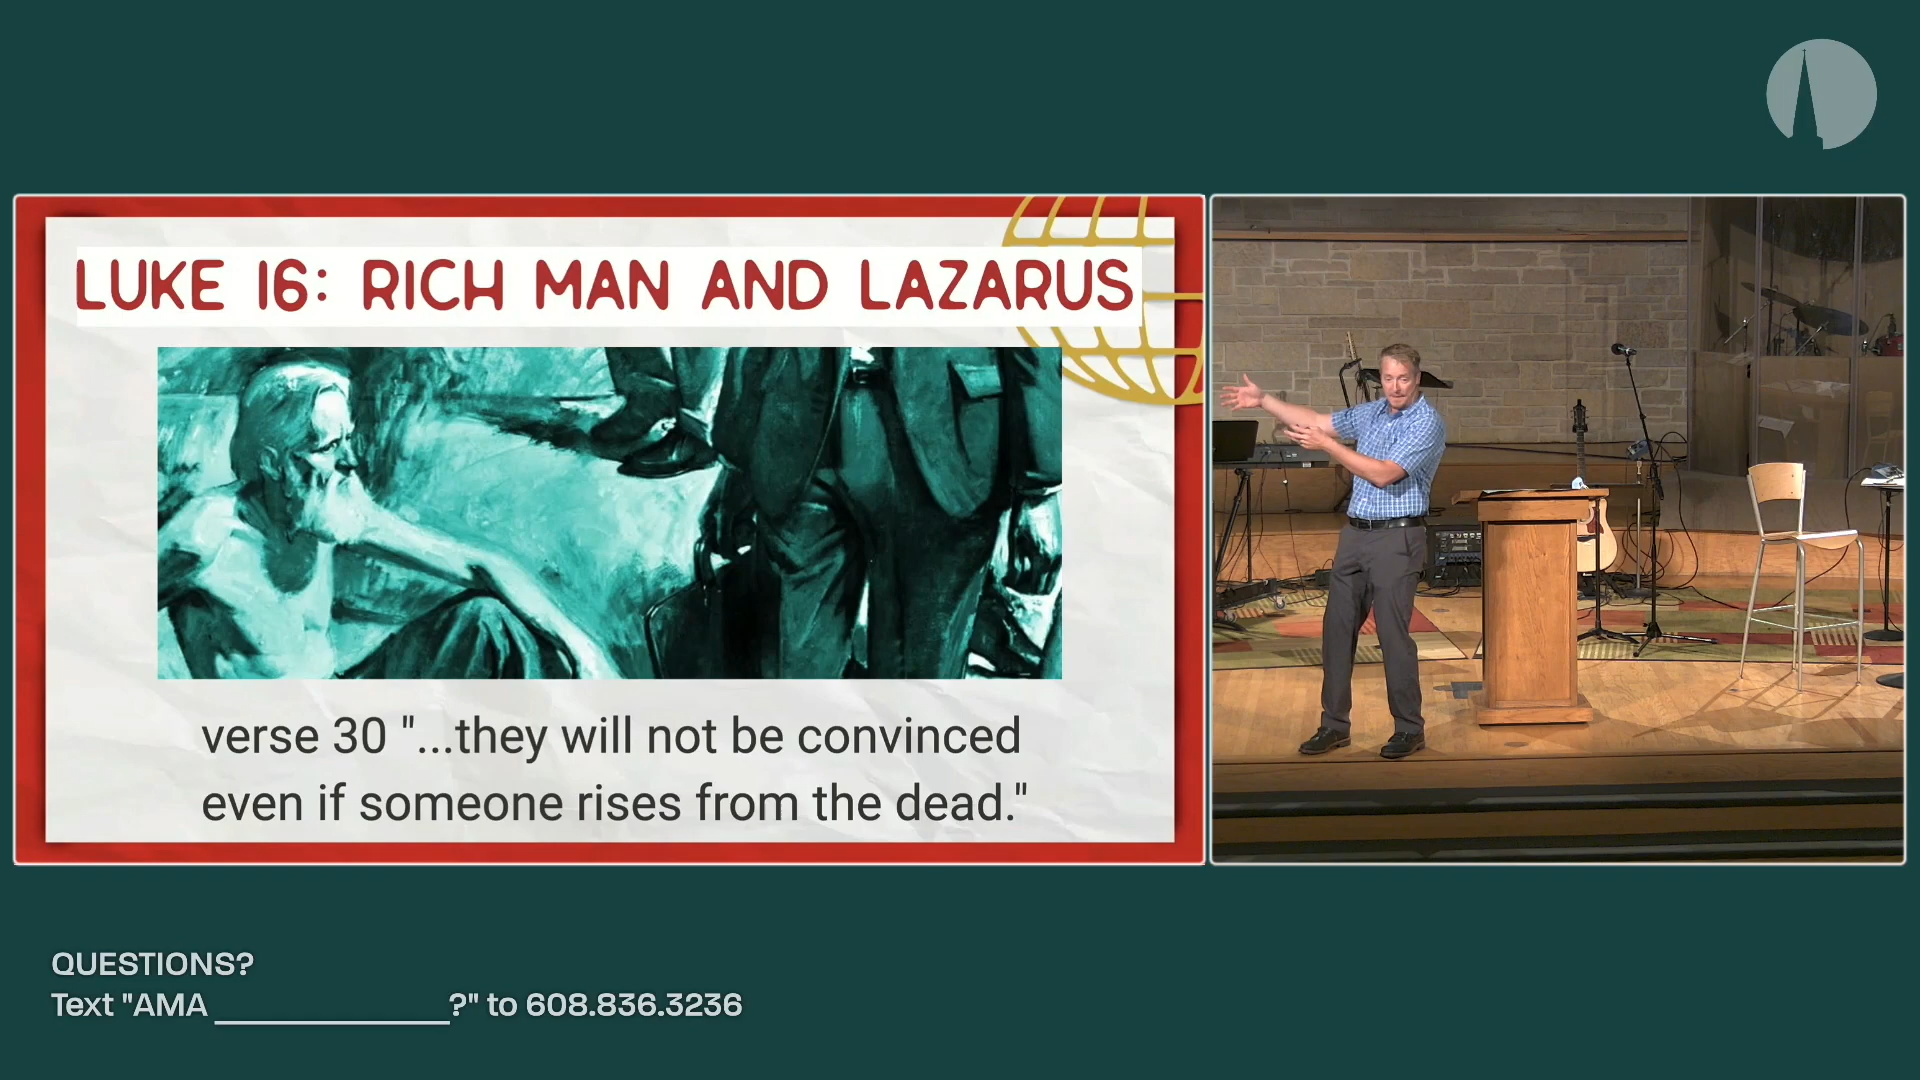 LUKE 16: RICH MAN AND LAZARUS
verse 30 "...they will not be convinced
even if someone rises from the dead."
QUESTIONS?
Text "AMA ______________?" to 608.836.3236